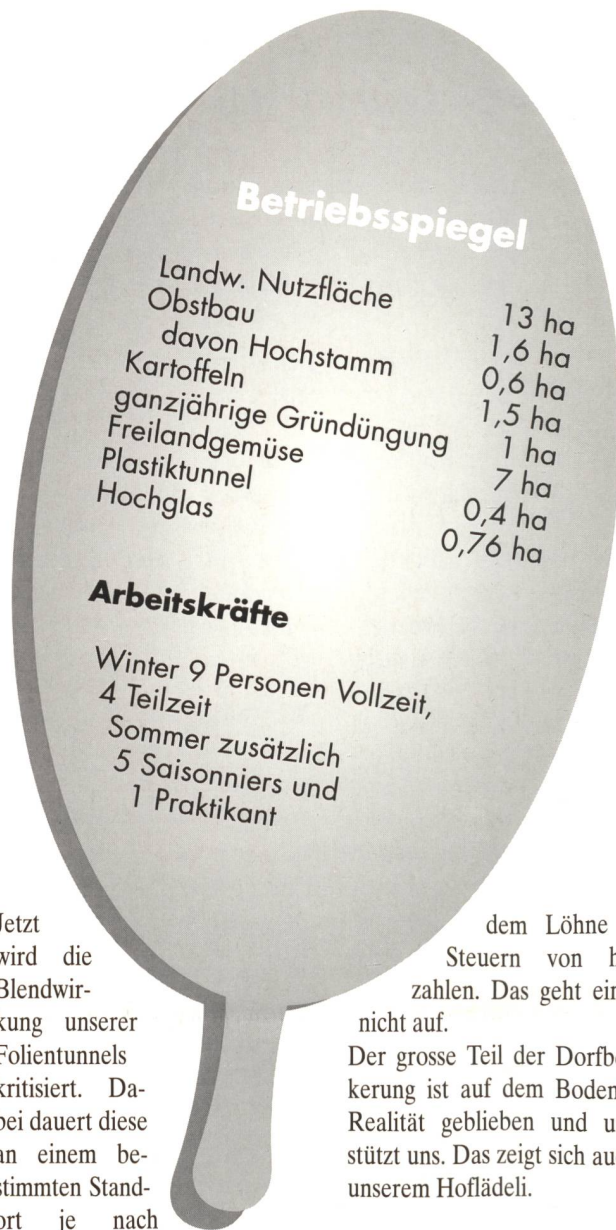 Betriebsspiegel
Landw. Nutzfläche 13 ha
Obstbau 1,6 ha
davon Hochstamm 0,6 ha
Kartoffeln 1,5 ha
ganzjährige Gründüngung 1 ha
Freilandgemüse 7 ha
Plastiktunnel 0,4 ha
Hochglas 0,76 ha
Arbeitskräfte
Winter 9 Personen Vollzeit,
4 Teilzeit
Sommer zusätzlich
5 Saisonniers und
1 Praktikant
Jetzt
wird die
Blendwir-
kung unserer
Folientunnels
kritisiert. Da-
bei dauert diese
an einem be-
stimmten Stand-
ort je nach
dem Löhne
Steuern von
zahlen. Das geht
nicht auf.
Der grosse Teil der
kerung ist auf dem Boden
Realität geblieben und
stützt uns. Das zeigt sich
unserem Hoflädeli.